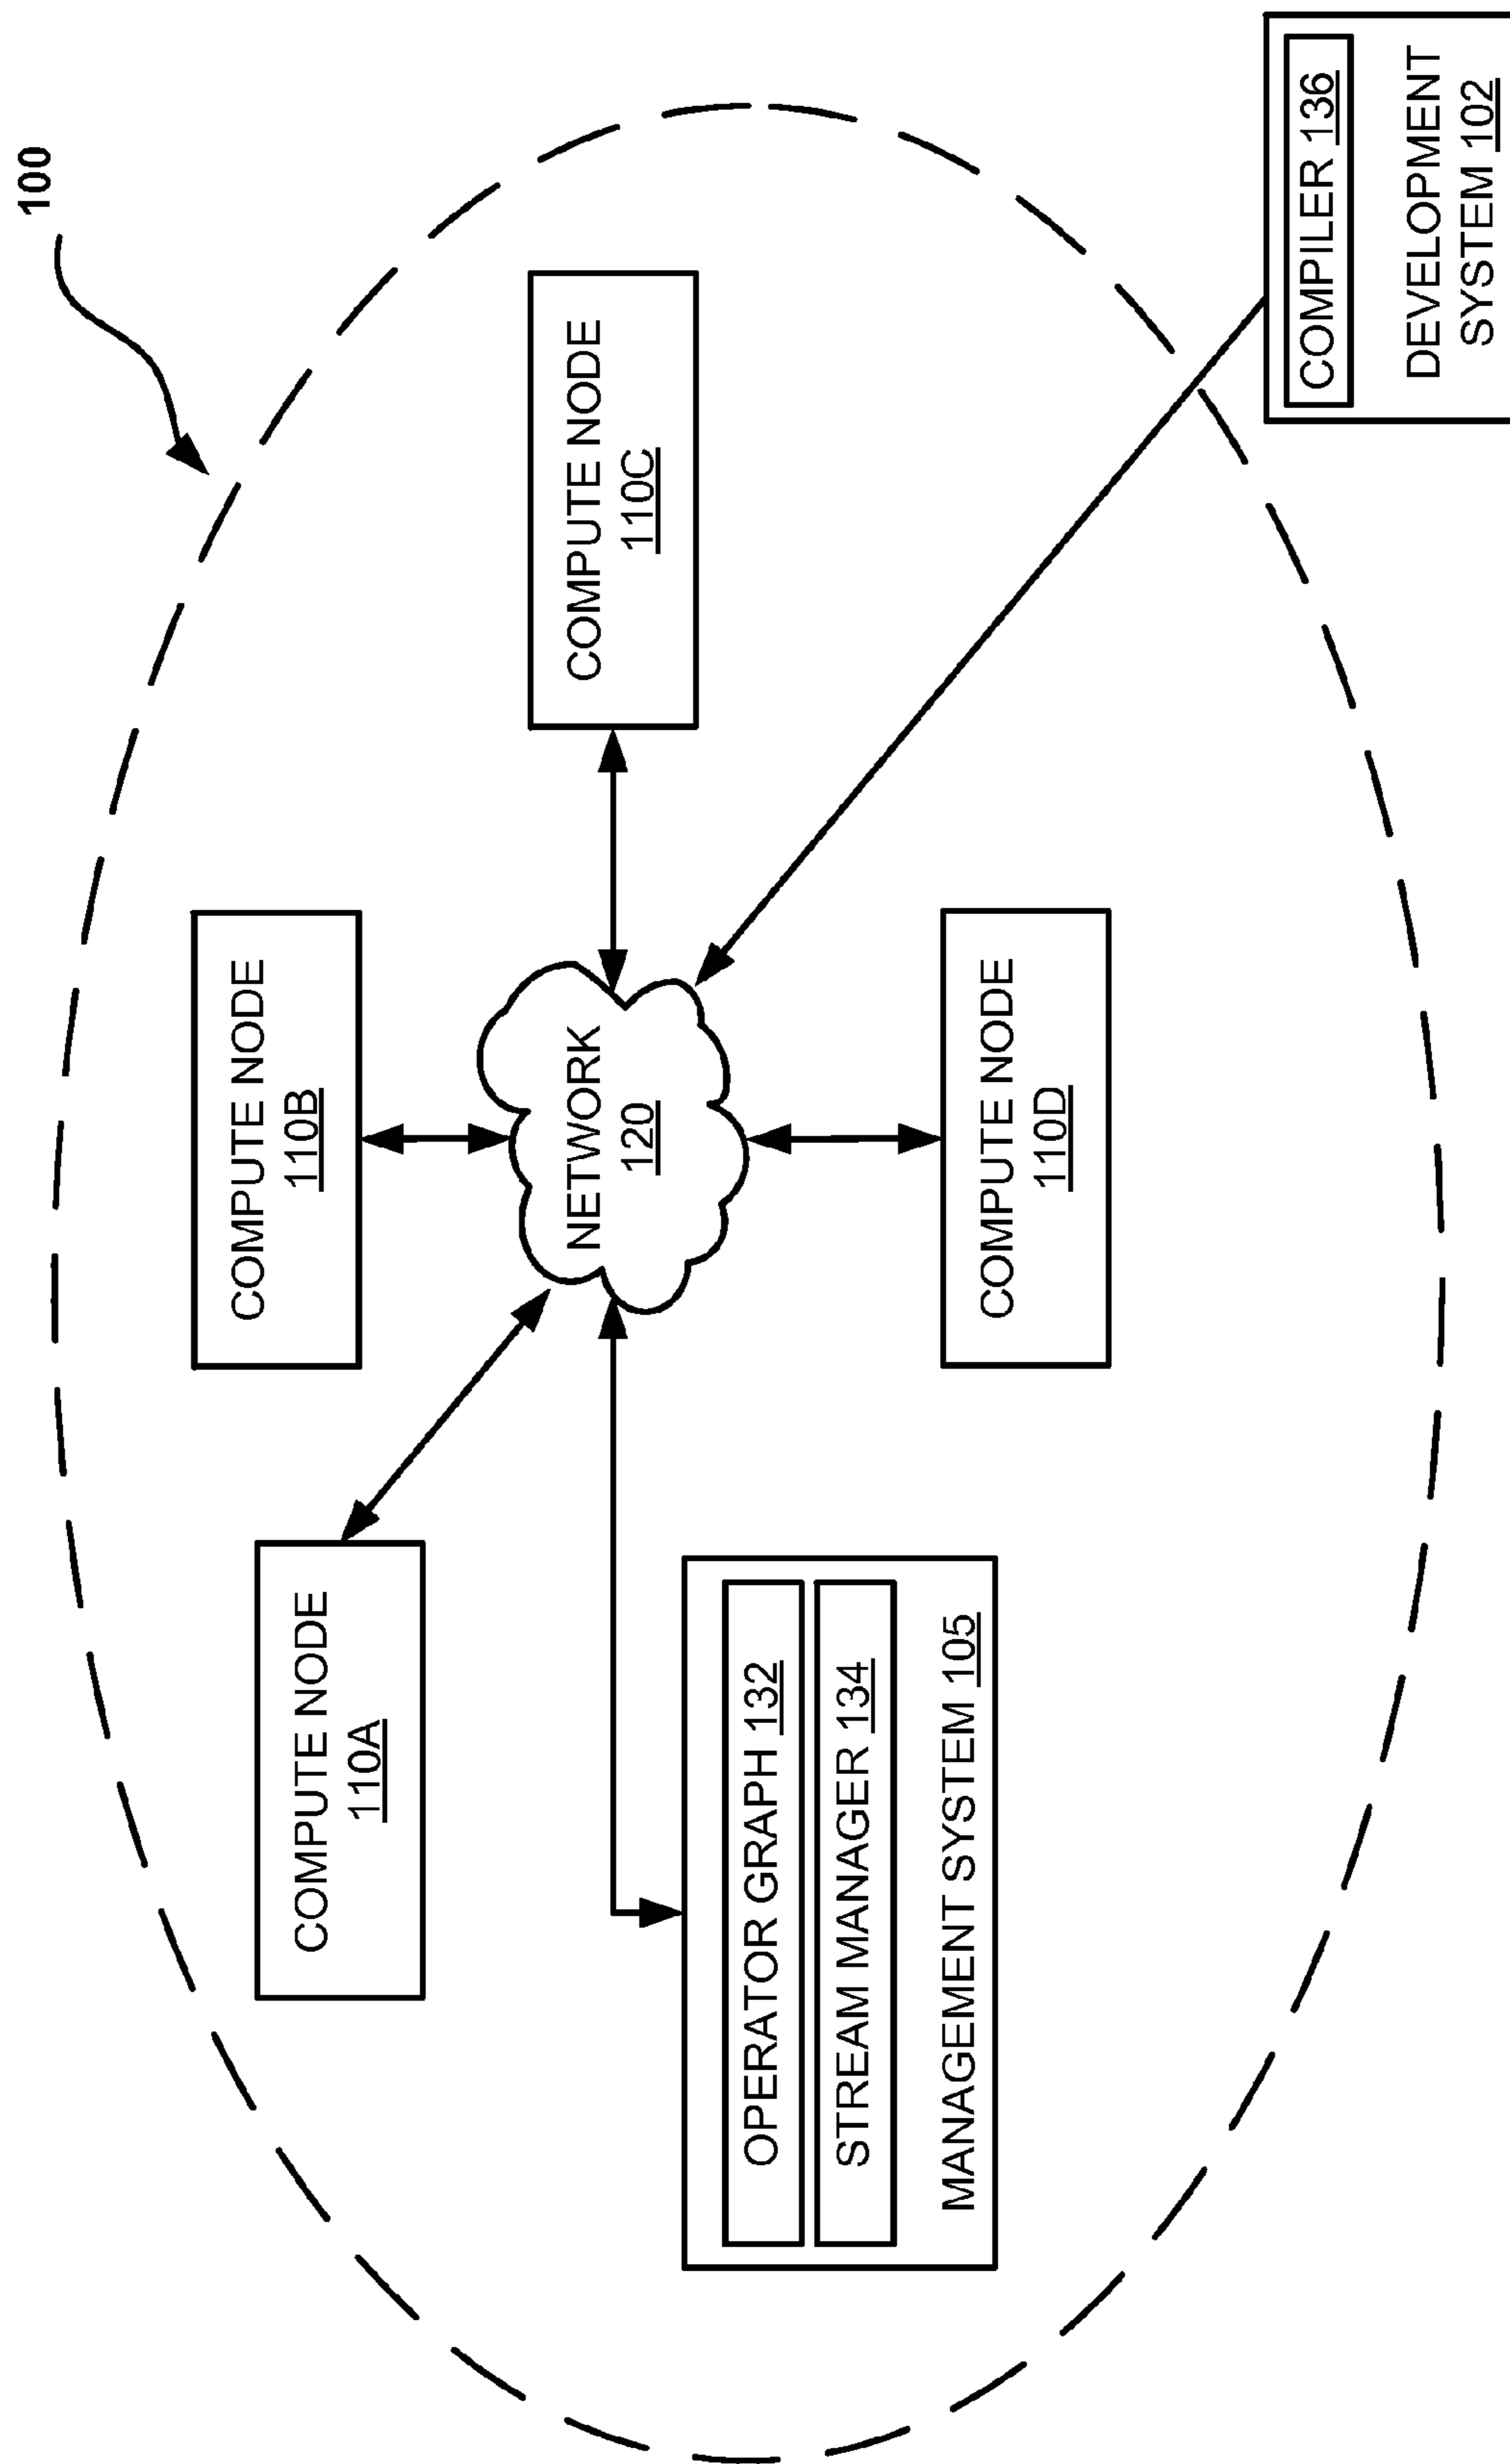 100
COMPUTE NODE
110A
COMPUTE NODE
110B
COMPUTE NODE
110C
NETWORK
120
OPERATOR GRAPH 132
STREAM MANAGER 134
MANAGEMENT SYSTEM 105
COMPUTE NODE
110D
COMPILER 136
DEVELOPMENT
SYSTEM 102